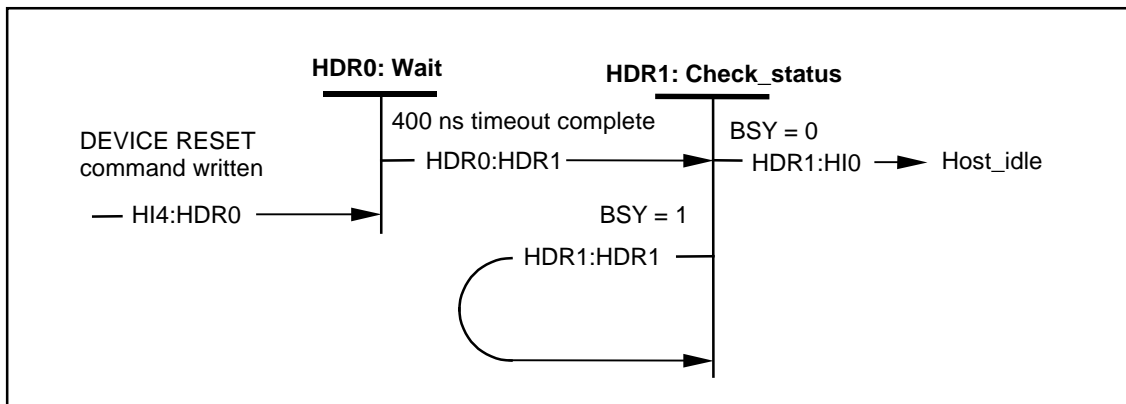 HDR0: Wait
HDR1: Check_status
DEVICE RESET
command written
HI4:HDR0
400 ns timeout complete
HDR0:HDR1
BSY = 0
HDR1:HI0
Host_idle
BSY = 1
HDR1:HDR1